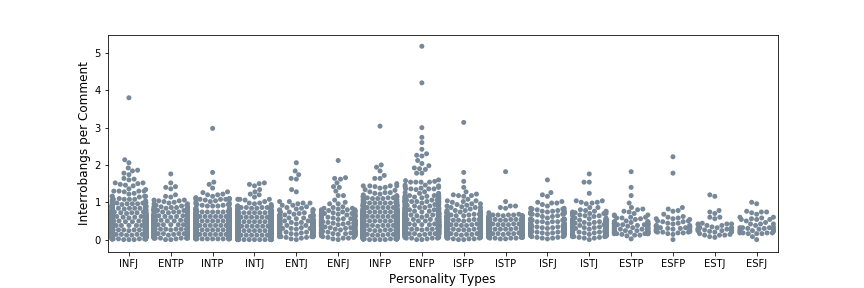 5
4
3
2
1
0
Interrobangs per Comment
INFJ ENTP INTP INTJ ENTJ ENFJ INFP ENFP ISFP ISTP ISFJ ISTJ ESTP ESFP ESTJ ESFJ
Personality Types